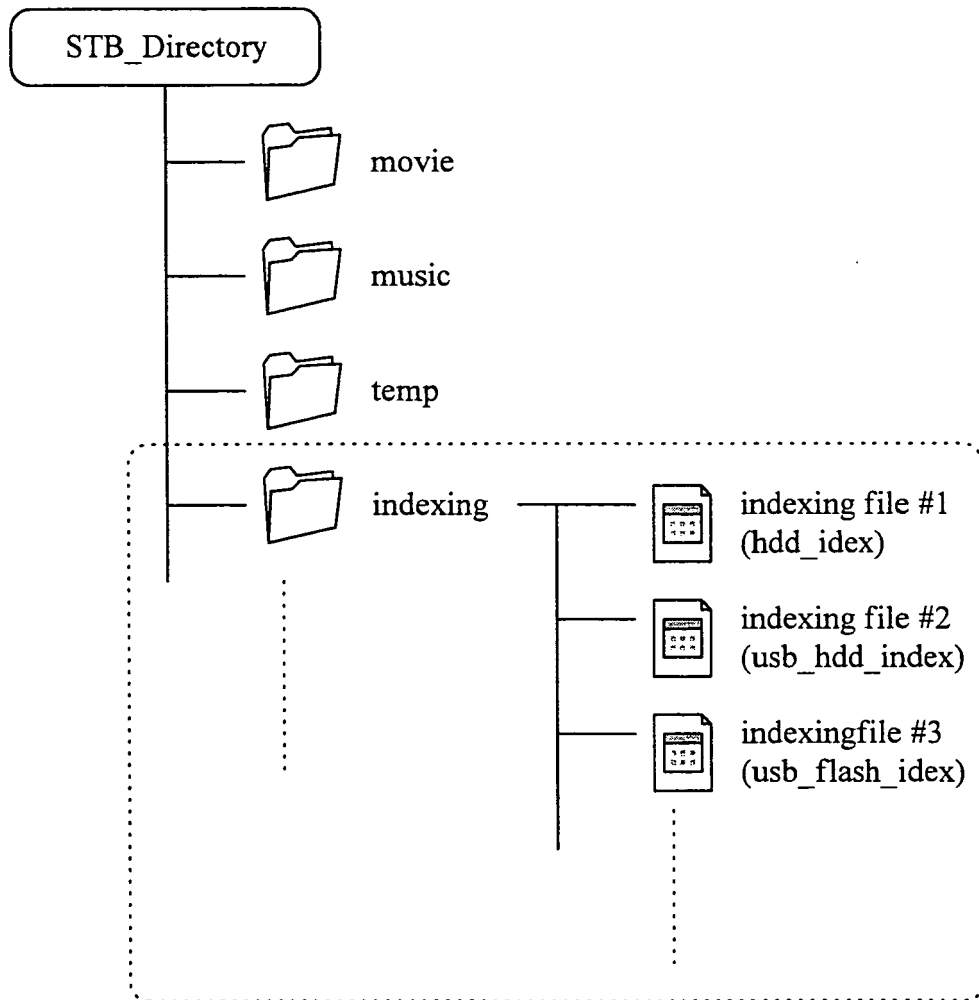 STB_Directory
movie
music
temp
indexing
indexing file #1
(hdd_idex)
indexing file #2
(usb_hdd_index)
indexingfile #3
(usb_flash_idex)